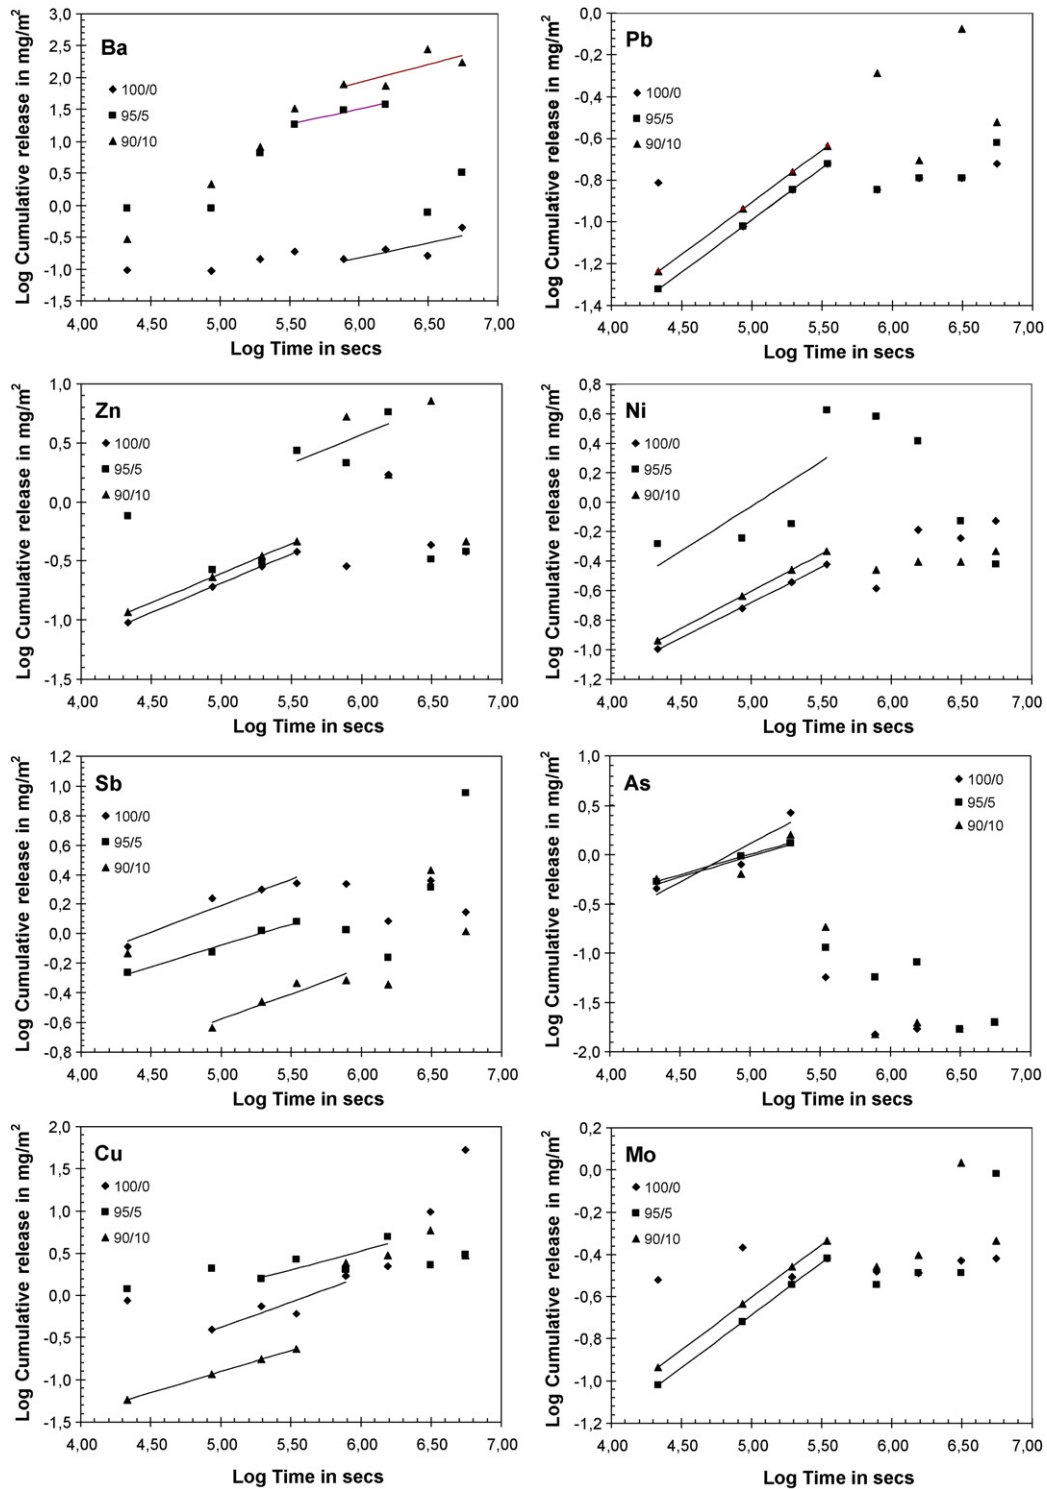 Log Cumulative release in mg/m²
Ba
100/0
95/5
90/10
3,0
2,5
2,0
1,5
1,0
0,5
0,0
-0,5
-1,0
-1,5
4,00 4,50 5,00 5,50 6,00 6,50 7,00
Log Time in secs
Log Cumulative release in mg/m²
Pb
100/0
95/5
90/10
0,0
-0,2
-0,4
-0,6
-0,8
-1,0
-1,2
-1,4
4,00 4,50 5,00 5,50 6,00 6,50 7,00
Log Time in secs
Log Cumulative release in mg/m²
Zn
100/0
95/5
90/10
1,0
0,5
0,0
-0,5
-1,0
-1,5
4,00 4,50 5,00 5,50 6,00 6,50 7,00
Log Time in secs
Log Cumulative release in mg/m²
Ni
100/0
95/5
90/10
0,8
0,6
0,4
0,2
0,0
-0,2
-0,4
-0,6
-0,8
-1,0
-1,2
4,00 4,50 5,00 5,50 6,00 6,50 7,00
Log Time in secs
Log Cumulative release in mg/m²
Sb
100/0
95/5
90/10
1,2
1,0
0,8
0,6
0,4
0,2
0,0
-0,2
-0,4
-0,6
-0,8
4,00 4,50 5,00 5,50 6,00 6,50 7,00
Log Time in secs
Log Cumulative release in mg/m²
As
100/0
95/5
90/10
1,0
0,5
0,0
-0,5
-1,0
-1,5
-2,0
4,00 4,50 5,00 5,50 6,00 6,50 7,00
Log Time in secs
Log Cumulative release in mg/m²
Cu
100/0
95/5
90/10
2,0
1,5
1,0
0,5
0,0
-0,5
-1,0
-1,5
4,00 4,50 5,00 5,50 6,00 6,50 7,00
Log Time in secs
Log Cumulative release in mg/m²
Mo
100/0
95/5
90/10
0,2
0,0
-0,2
-0,4
-0,6
-0,8
-1,0
-1,2
4,00 4,50 5,00 5,50 6,00 6,50 7,00
Log Time in secs